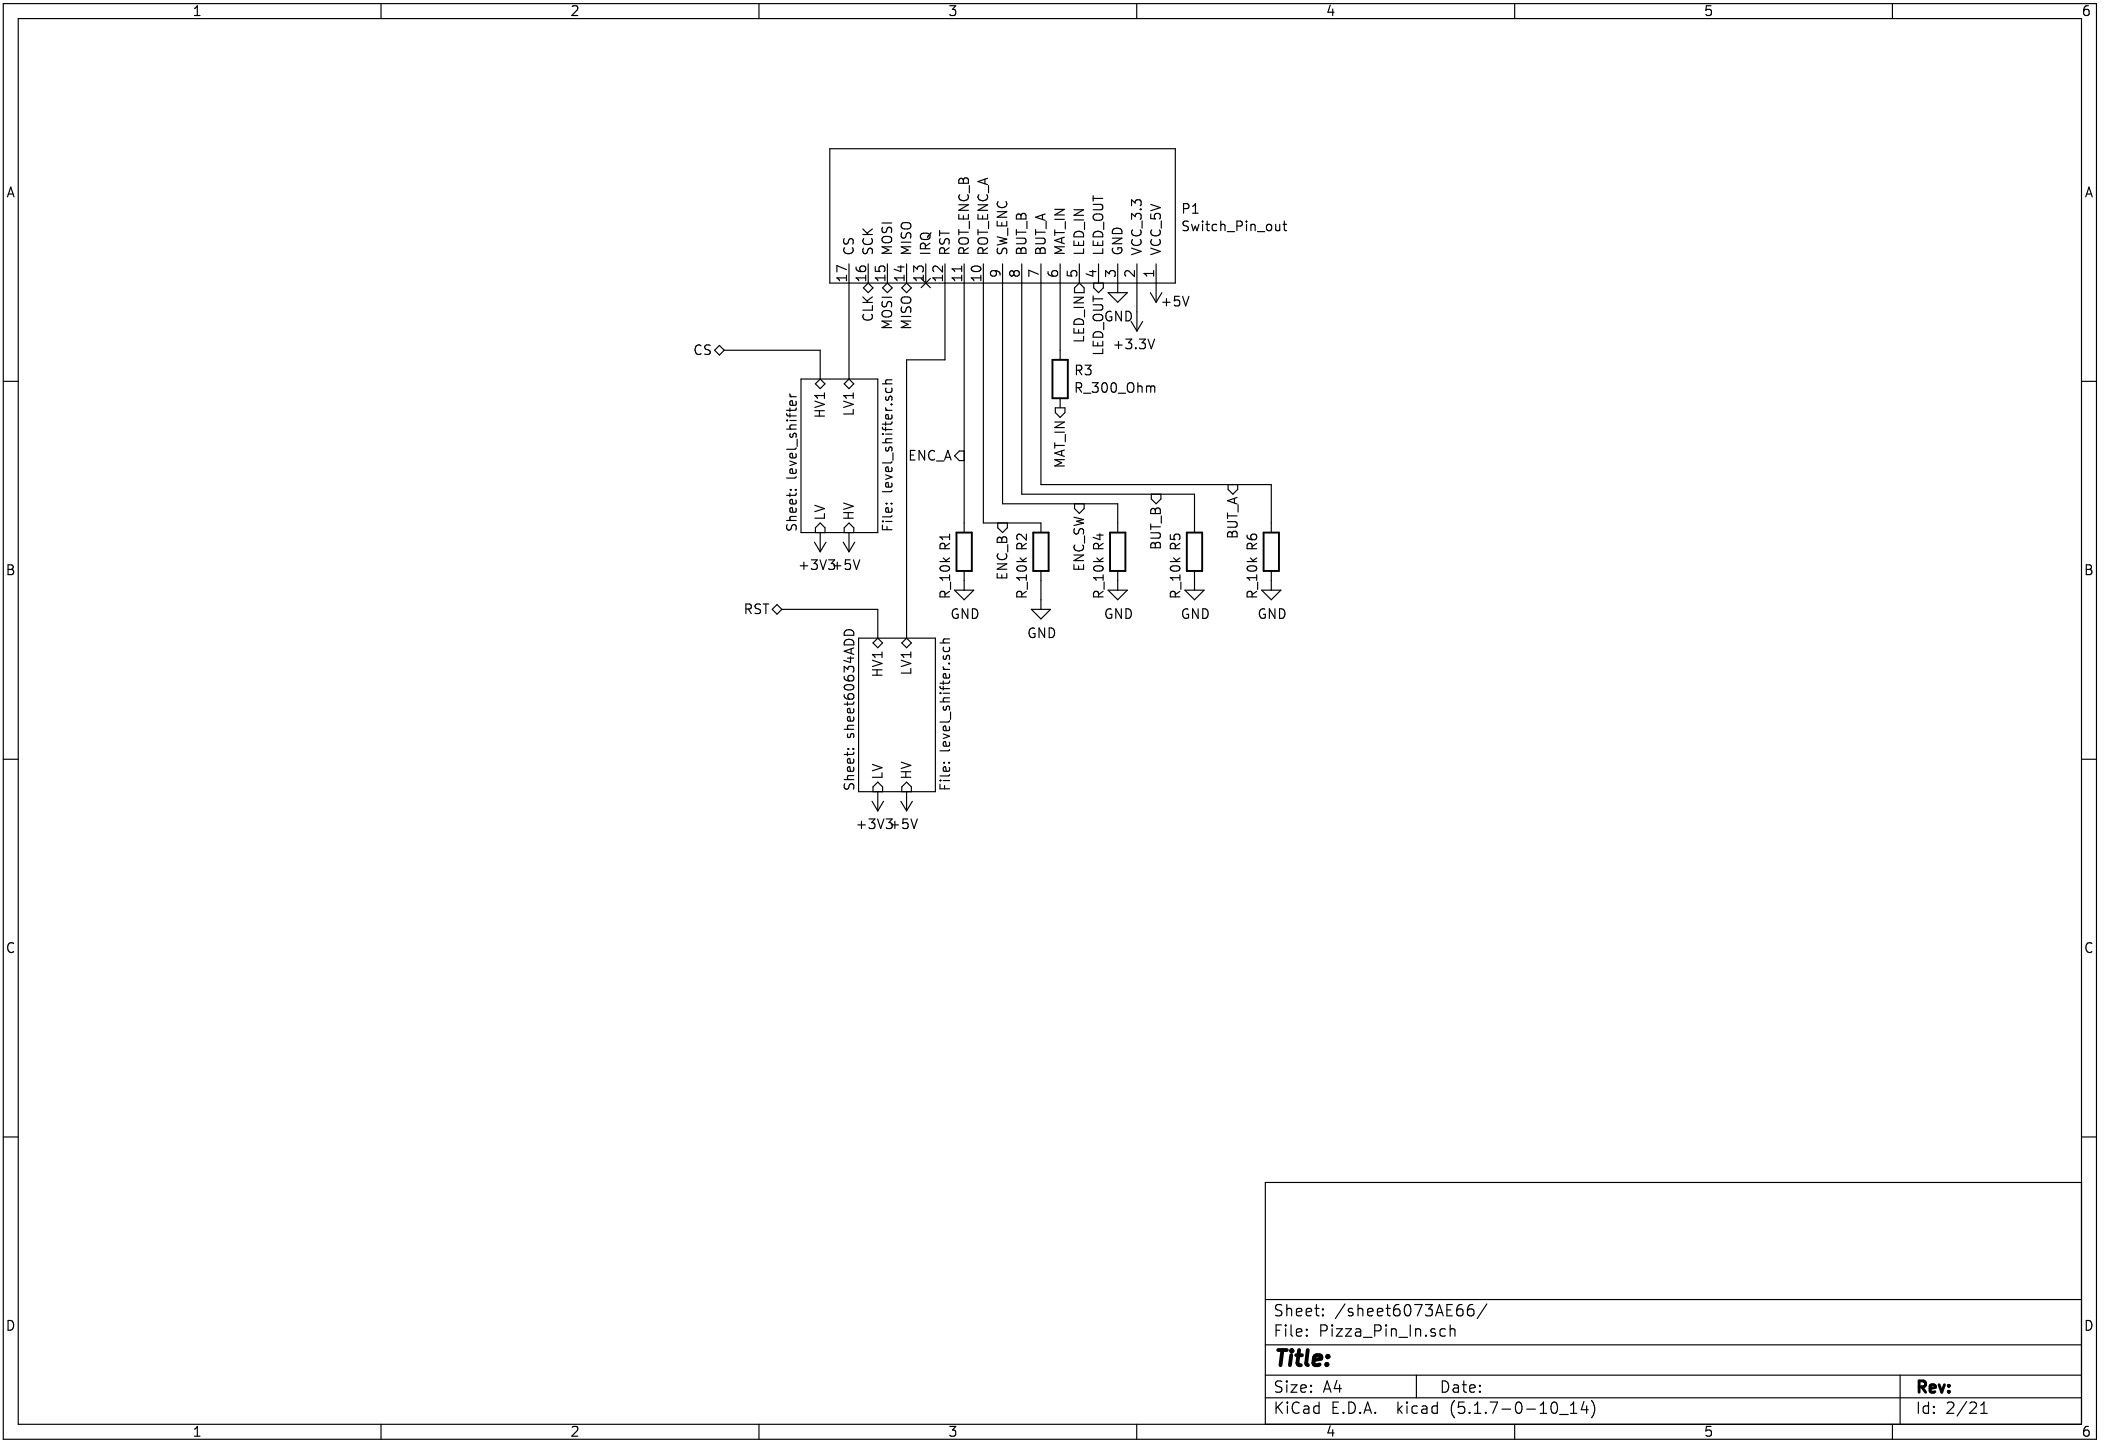 1 2 3 4 5 6
A
A
P1
Switch_Pin_out
CS
SCK
MOSI
MISO
IRQ
RST
ROT_ENC_B
ROT_ENC_A
SW_ENC
BUT_B
BUT_A
MAT_IN
LED_IN
LED_OUT
GND
VCC_3.3
VCC_5V
17 16 15 14 13 12 11 10 9 8 7 6 5 4 3 2 1
CLK
MOSI
MISO
LED_IN
LED_OUT
GND
+3.3V
+5V
CS
R3
R_300_Ohm
MAT_IN
Sheet: level_shifter
HV1
LV1
LV
HV
File: level_shifter.sch
+3V3
+5V
ENC_A
R_10k R1
GND
ENC_B
R_10k R2
GND
ENC_SW
R_10k R4
GND
BUT_B
R_10k R5
GND
BUT_A
R_10k R6
GND
B
B
RST
Sheet: sheet60634ADD
HV1
LV1
LV
HV
File: level_shifter.sch
+3V3
+5V
C
C
D
D
Sheet: /sheet6073AE66/
File: Pizza_Pin_In.sch
Title:
Size: A4 Date: Rev:
KiCad E.D.A. kicad (5.1.7-0-10_14) Id: 2/21
1 2 3 4 5 6